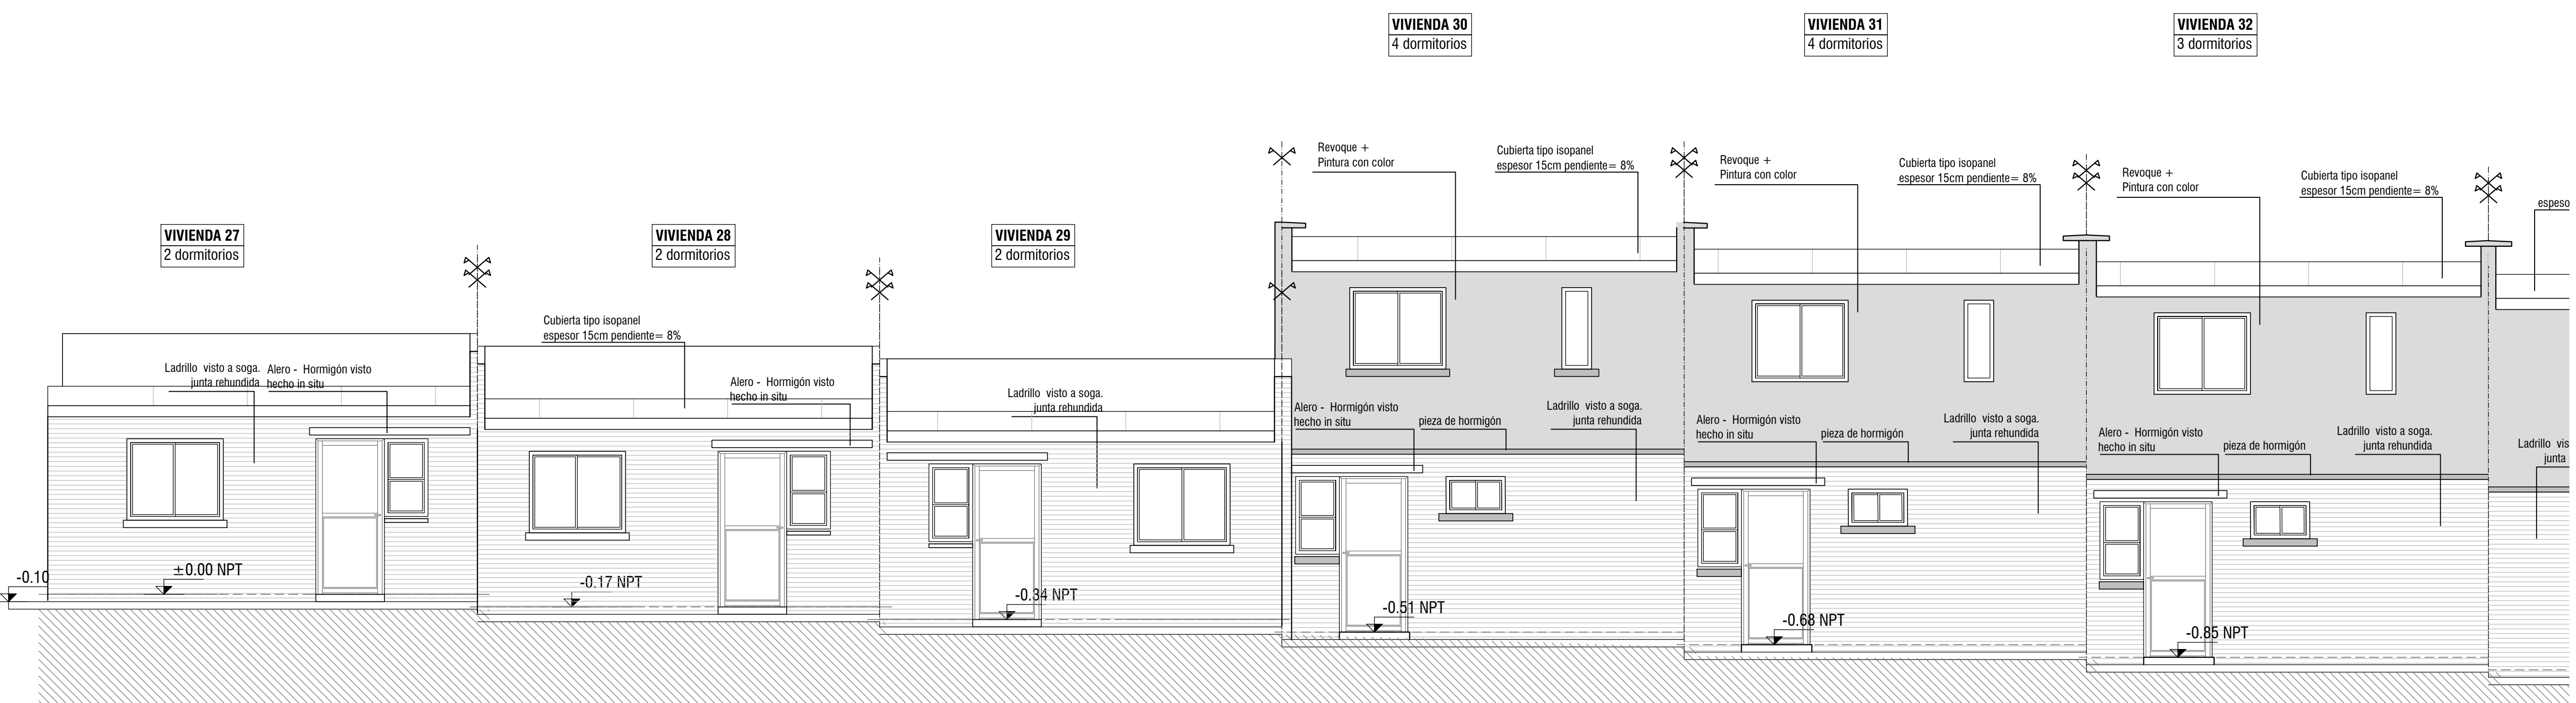 VIVIENDA 30
4 dormitorios
VIVIENDA 31
4 dormitorios
VIVIENDA 32
3 dormitorios
Revoque +
Pintura con color
Cubierta tipo isopanel
espesor 15cm pendiente= 8%
Revoque +
Pintura con color
Cubierta tipo isopanel
espesor 15cm pendiente= 8%
Revoque +
Pintura con color
Cubierta tipo isopanel
espesor 15cm pendiente= 8%
espeso
VIVIENDA 27
2 dormitorios
VIVIENDA 28
2 dormitorios
VIVIENDA 29
2 dormitorios
Cubierta tipo isopanel
espesor 15cm pendiente= 8%
Ladrillo visto a soga.
junta rehundida
Alero - Hormigón visto
hecho in situ
Alero - Hormigón visto
hecho in situ
Ladrillo visto a soga.
junta rehundida
Alero - Hormigón visto
hecho in situ
pieza de hormigón
Ladrillo visto a soga.
junta rehundida
Alero - Hormigón visto
hecho in situ
pieza de hormigón
Ladrillo visto a soga.
junta rehundida
Alero - Hormigón visto
hecho in situ
pieza de hormigón
Ladrillo visto a soga.
junta rehundida
Ladrillo vis
junta
-0.10
±0.00 NPT
-0.17 NPT
-0.34 NPT
-0.51 NPT
-0.68 NPT
-0.85 NPT